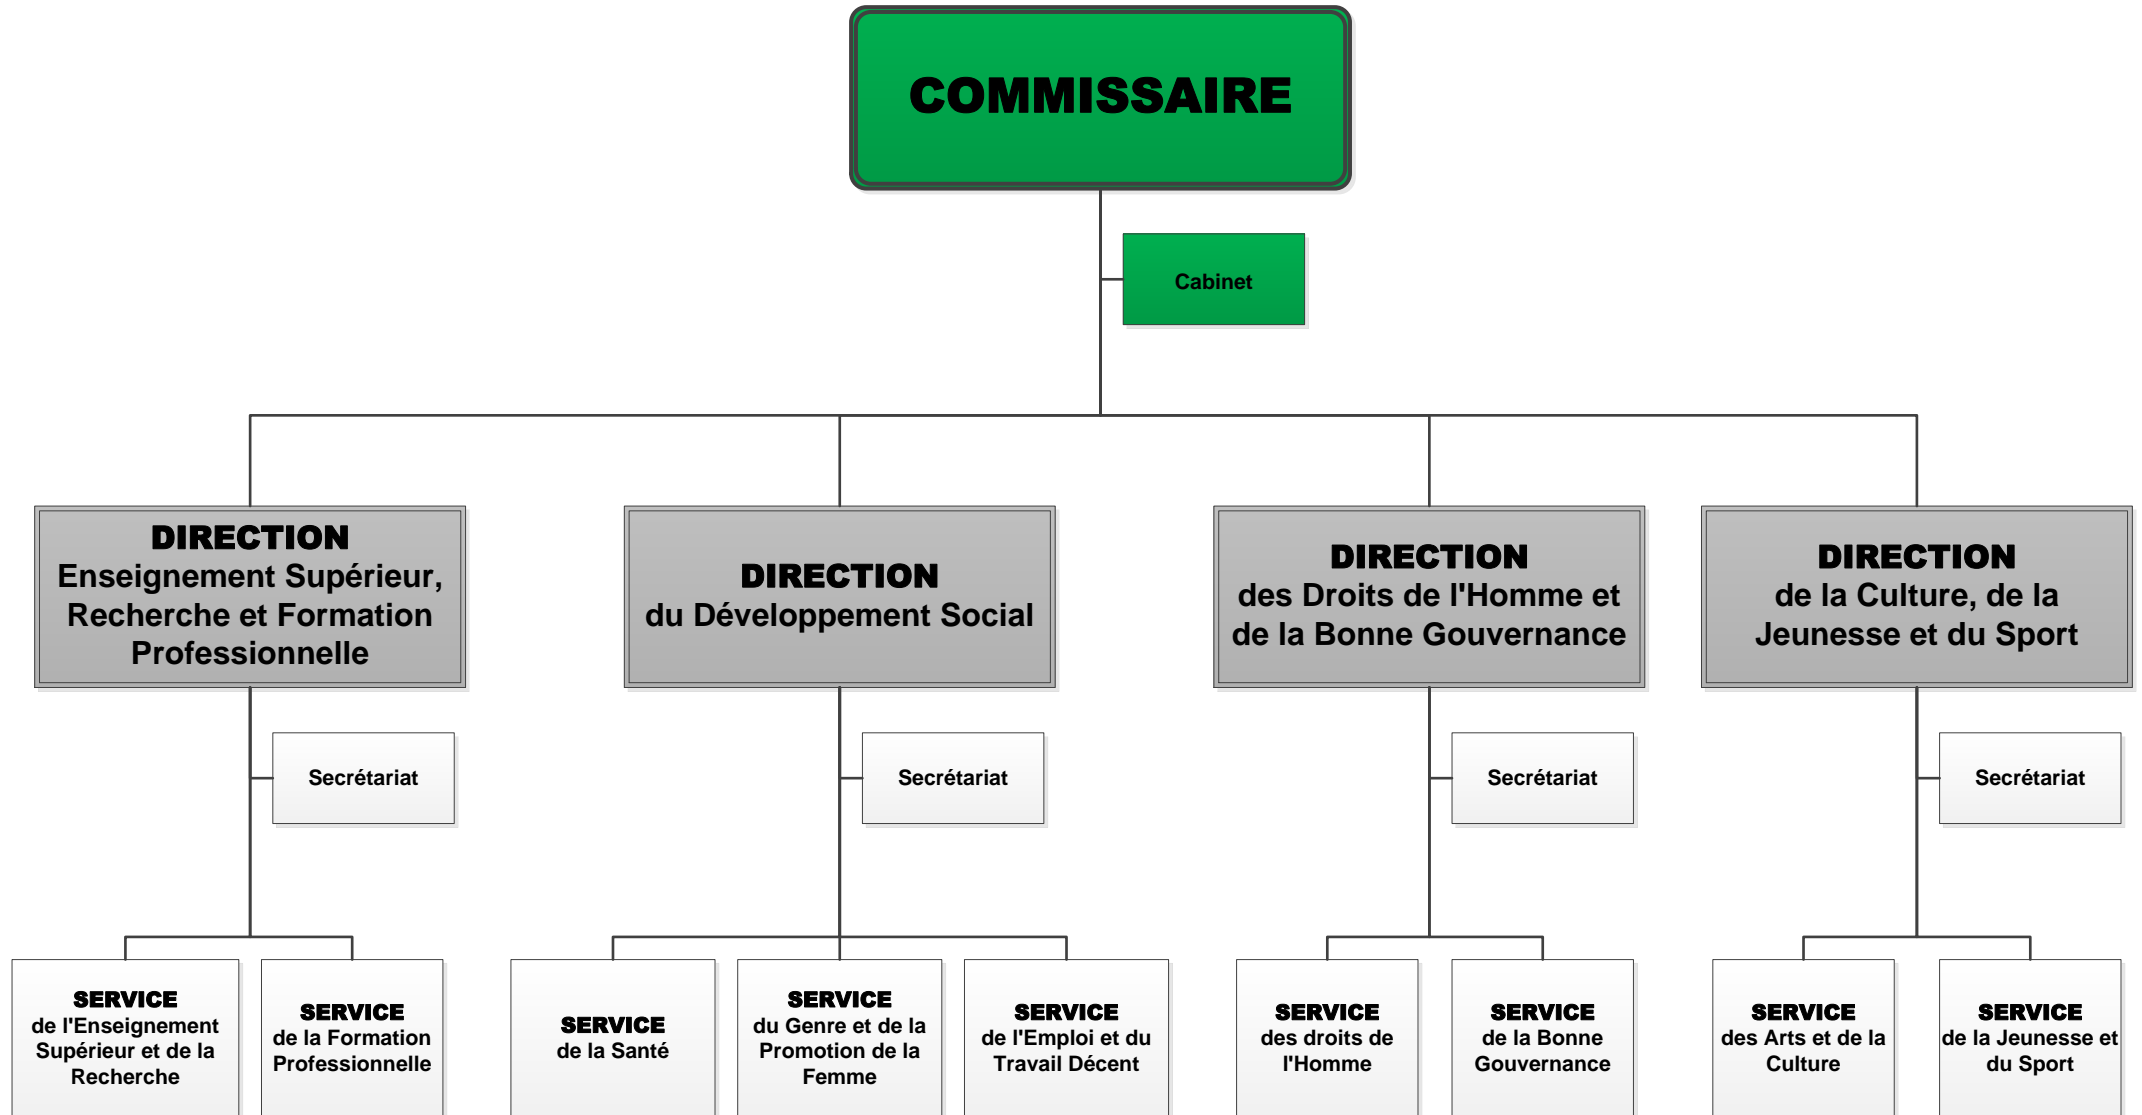 COMMISSAIRE
Cabinet
DIRECTION
Enseignement Supérieur,
Recherche et Formation
Professionnelle
DIRECTION
du Développement Social
DIRECTION
des Droits de l'Homme et
de la Bonne Gouvernance
DIRECTION
de la Culture, de la
Jeunesse et du Sport
Secrétariat
Secrétariat
Secrétariat
Secrétariat
SERVICE
de l'Enseignement
Supérieur et de la
Recherche
SERVICE
de la Formation
Professionnelle
SERVICE
de la Santé
SERVICE
du Genre et de la
Promotion de la
Femme
SERVICE
de l'Emploi et du
Travail Décent
SERVICE
des droits de
l'Homme
SERVICE
de la Bonne
Gouvernance
SERVICE
des Arts et de la
Culture
SERVICE
de la Jeunesse et
du Sport